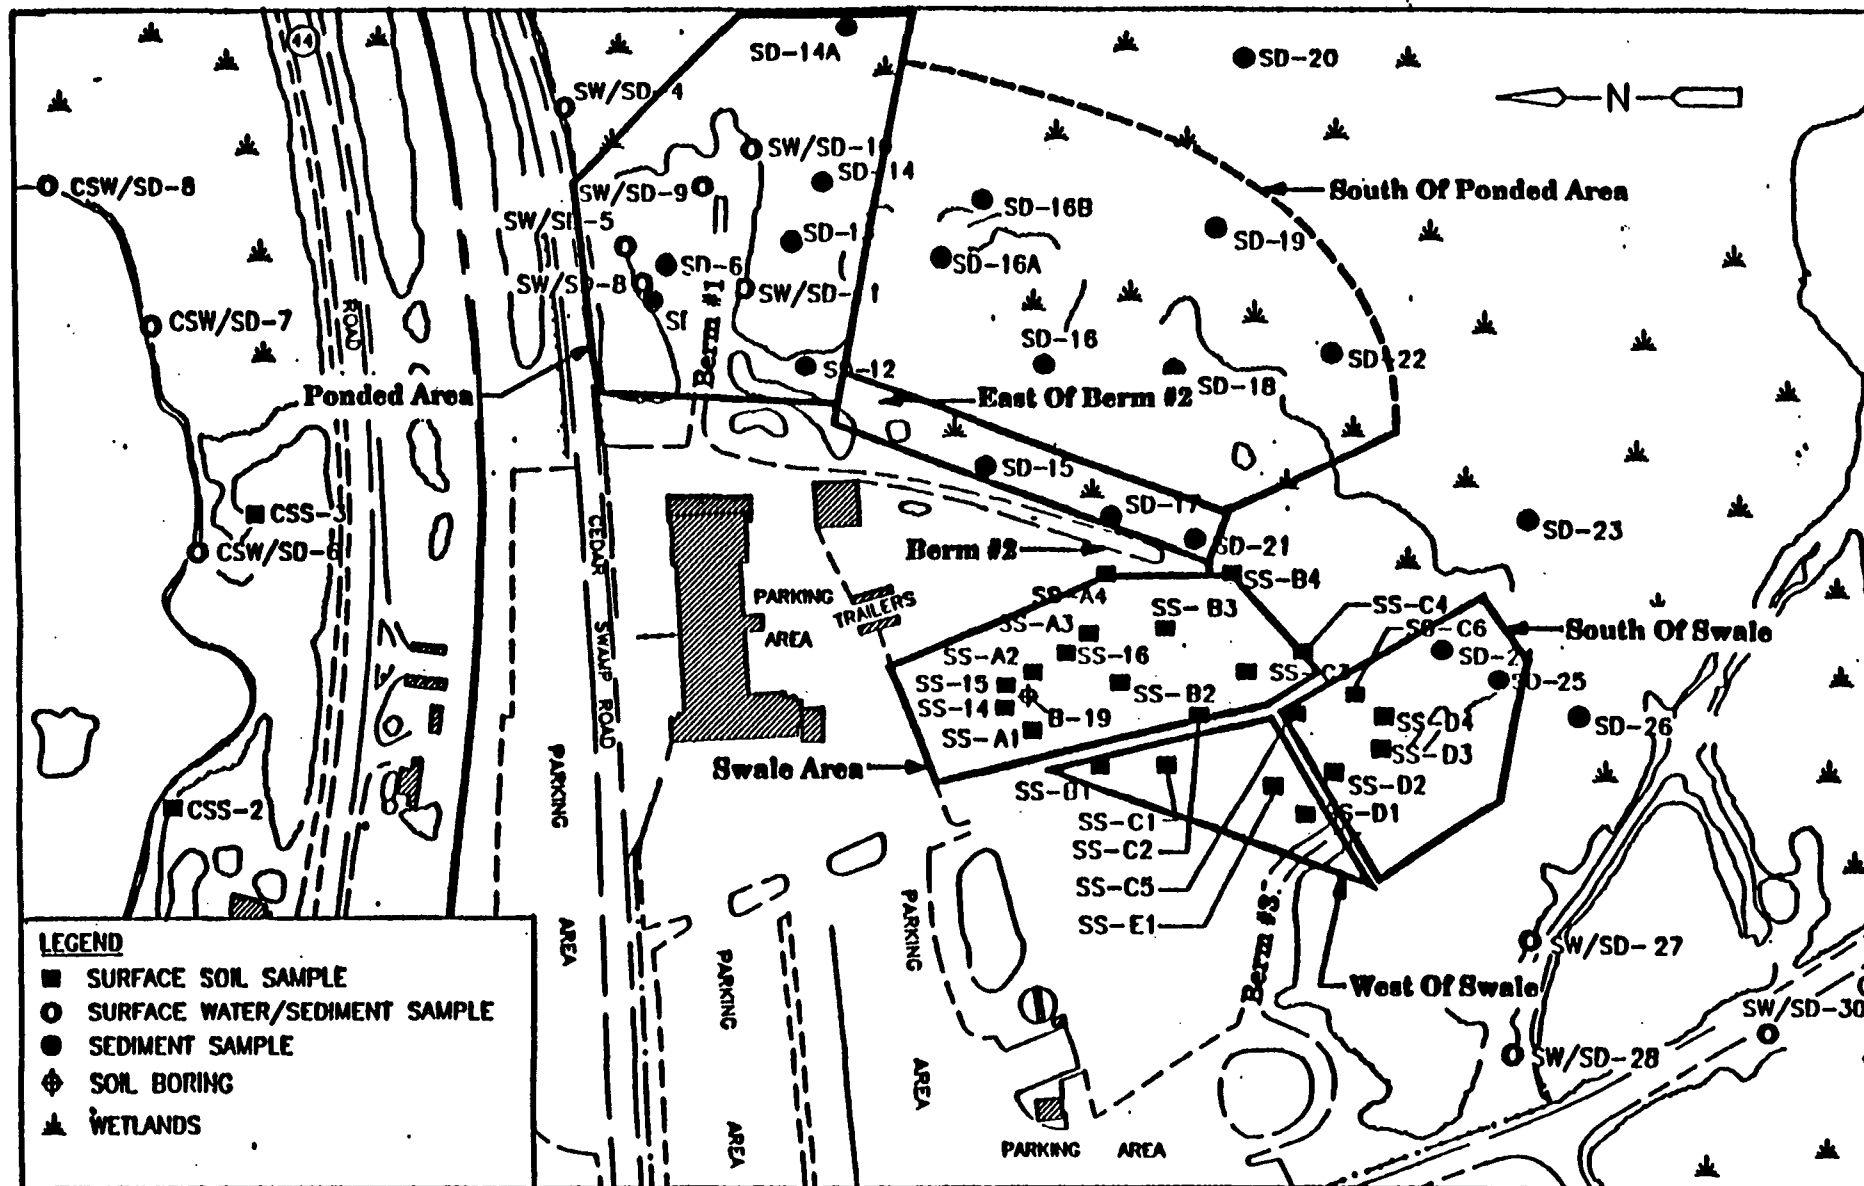 44
SD-14A
SD-20
SW/SD-4
N
CSW/SD-8
SW/SD-9
SD-14
South Of Ponded Area
SW/SD-5
SD-16B
SD-19
SD-6
SD-16A
SW/SD-8
CSW/SD-7
ROAD
Berm #1
SD-16
SD-22
SD-18
Ponded Area
East Of Berm #2
SD-15
SD-17
CSS-3
SD-23
CSW/SD-6
CEDAR SWAMP ROAD
Berm #2
SD-21
SS-B4
PARKING AREA
TRAILERS
SS-A4
SS-B3
SS-C4
SS-A3
SS-C6
South Of Swale
SS-A2
SS-16
SS-C3
SS-15
SS-B2
SD-25
SS-14
B-19
SS-D4
SD-26
SS-A1
SS-D3
Swale Area
SS-D2
CSS-2
SS-C1
SS-D1
SS-C2
SS-C5
SS-E1
PARKING AREA
PARKING AREA
PARKING AREA
Berm #3
West Of Swale
SW/SD-27
SW/SD-30
SW/SD-28
PARKING AREA
LEGEND
SURFACE SOIL SAMPLE
SURFACE WATER/SEDIMENT SAMPLE
SEDIMENT SAMPLE
SOIL BORING
WETLANDS